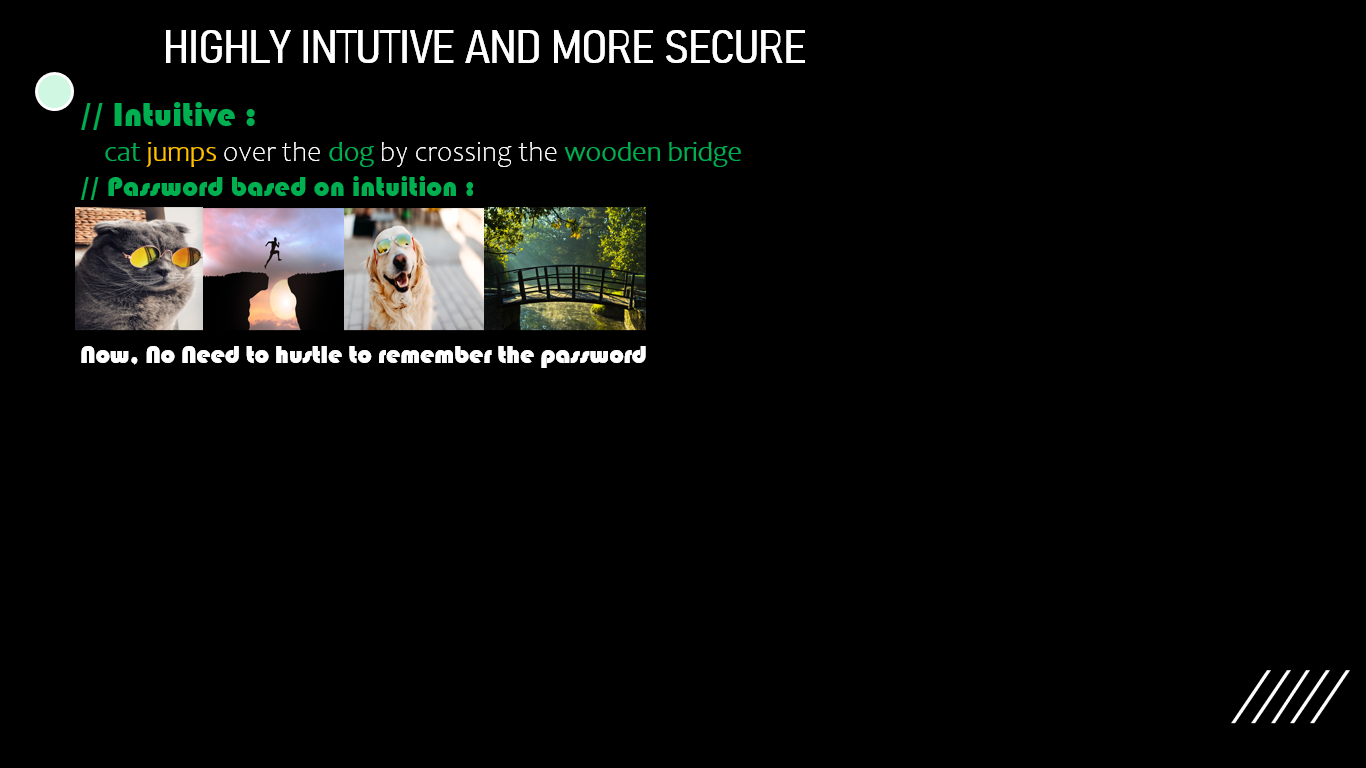 HIGHLY INTUTIVE AND MORE SECURE
// Intuitive :
cat jumps over the dog by crossing the wooden bridge
// Password based on intuition :
Now, No Need to hustle to remember the password